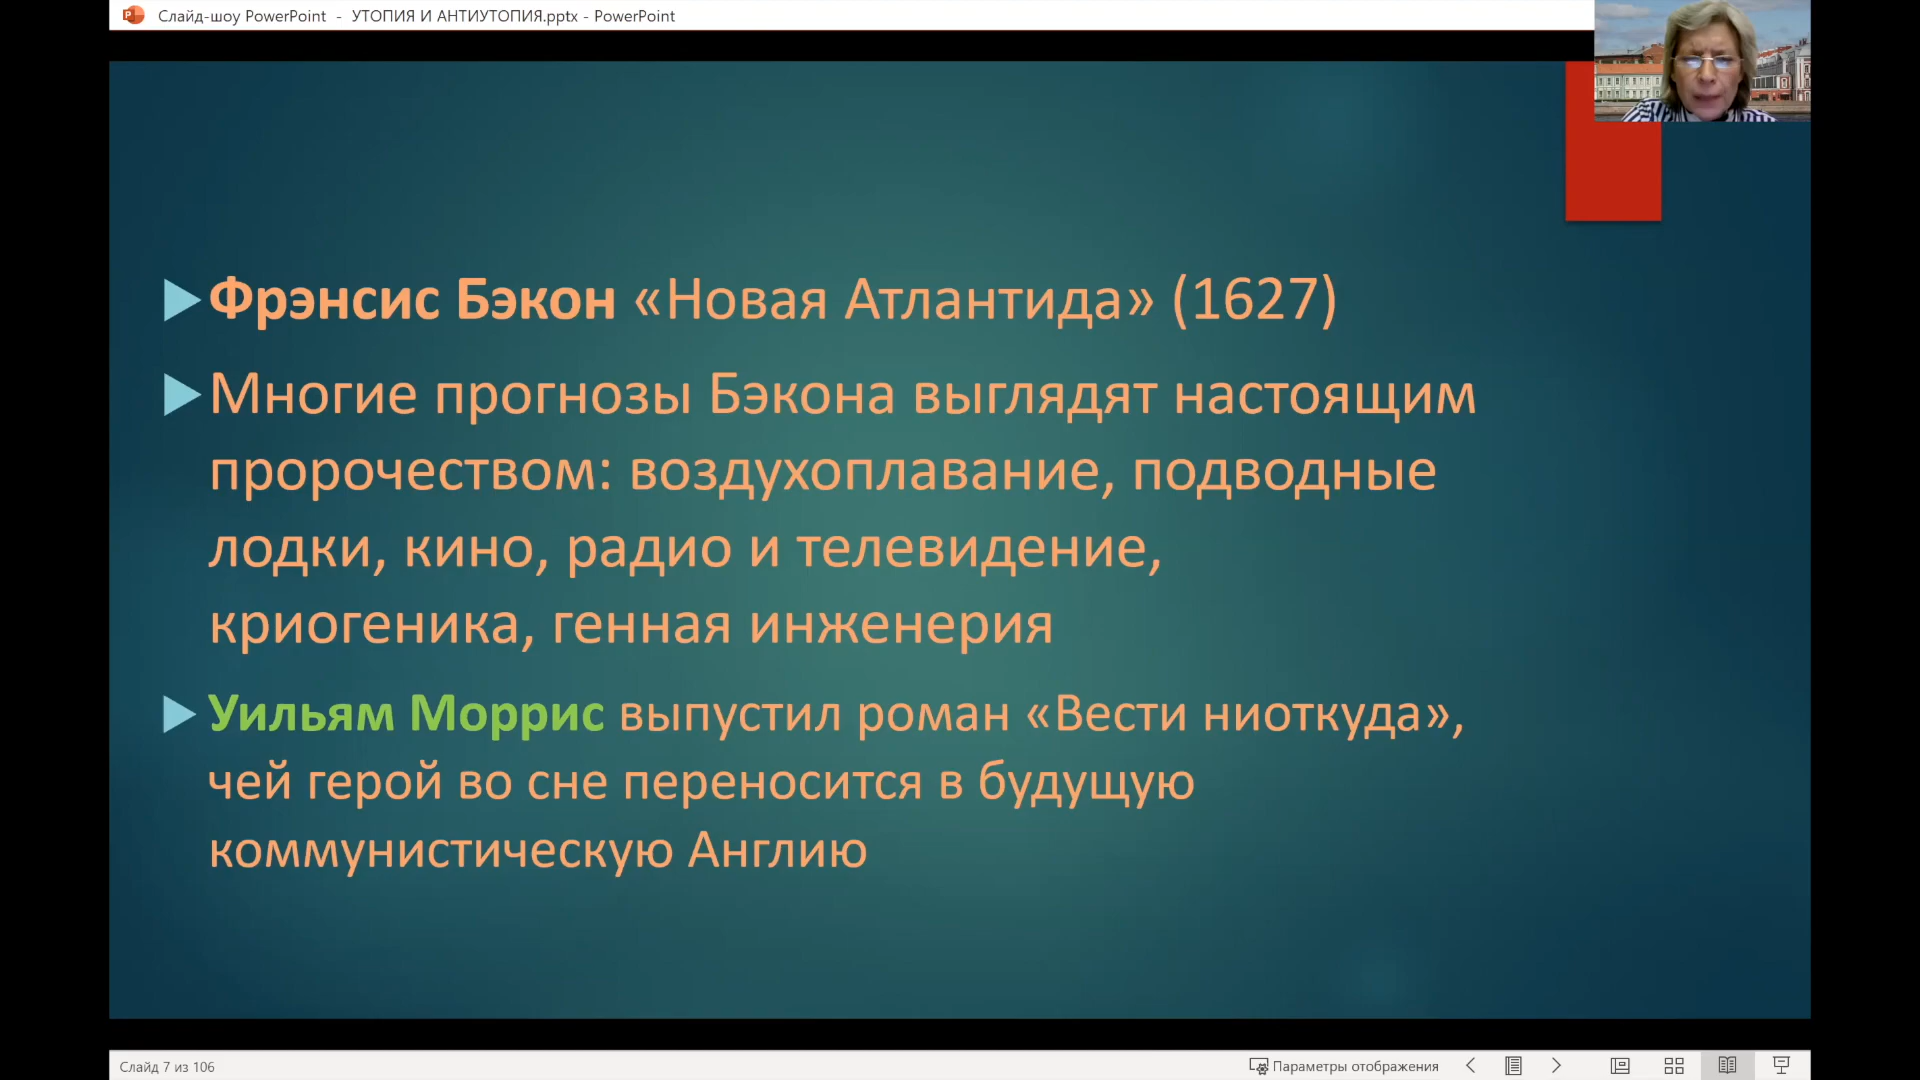 Слайд-шоу PowerPoint - УТОПИЯ И АНТИУТОПИЯ.pptx - PowerPoint
Фрэнсис Бэкон «Новая Атлантида» (1627)
Многие прогнозы Бэкона выглядят настоящим
пророчеством: воздухоплавание, подводные
лодки, кино, радио и телевидение,
криогеника, генная инженерия
Уильям Моррис выпустил роман «Вести ниоткуда»,
чей герой во сне переносится в будущую
коммунистическую Англию
Слайд 7 из 106
Параметры отображения